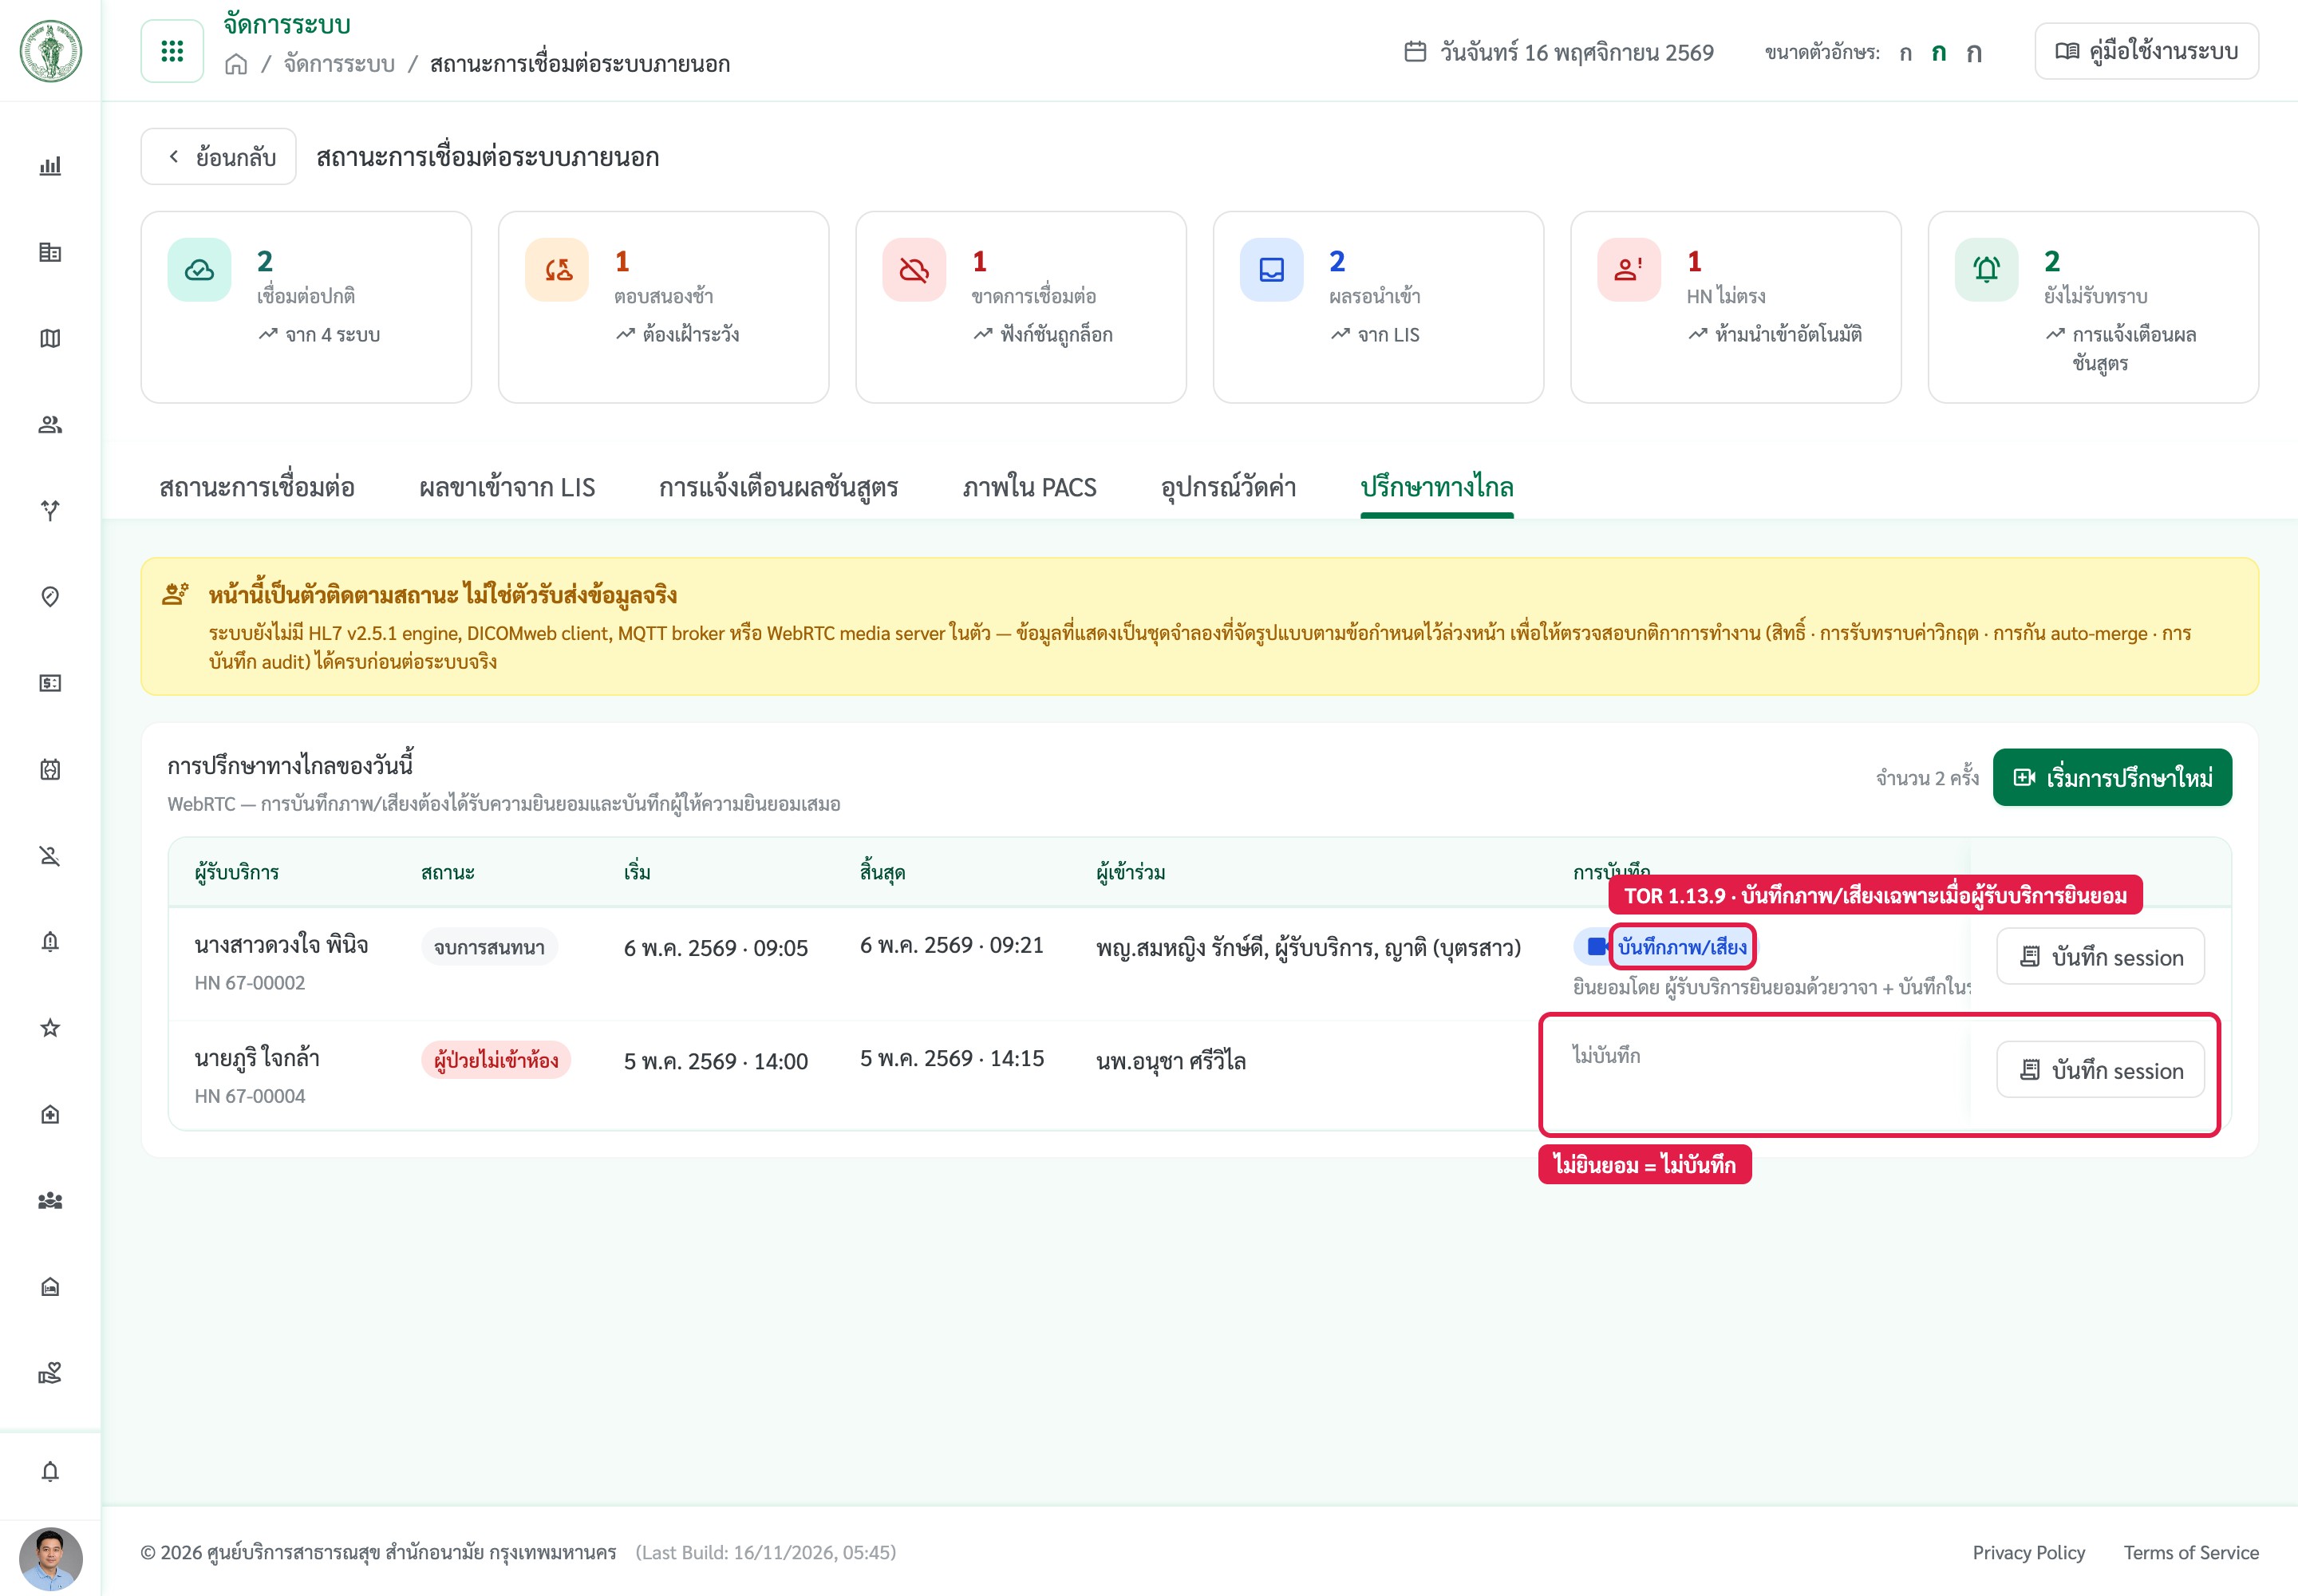 จัดการระบบ
/ จัดการระบบ / สถานะการเชื่อมต่อระบบภายนอก
วันจันทร์ 16 พฤศจิกายน 2569
ขนาดตัวอักษร: ก ก ก
คู่มือใช้งานระบบ
ย้อนกลับ
สถานะการเชื่อมต่อระบบภายนอก
2
เชื่อมต่อปกติ
จาก 4 ระบบ
1
ตอบสนองช้า
ต้องเฝ้าระวัง
1
ขาดการเชื่อมต่อ
ฟังก์ชันถูกล็อก
2
ผลรอนำเข้า
จาก LIS
1
HN ไม่ตรง
ห้ามนำเข้าอัตโนมัติ
2
ยังไม่รับทราบ
การแจ้งเตือนผล
ชันสูตร
สถานะการเชื่อมต่อ
ผลขาเข้าจาก LIS
การแจ้งเตือนผลชันสูตร
ภาพใน PACS
อุปกรณ์วัดค่า
ปรึกษาทางไกล
หน้านี้เป็นตัวติดตามสถานะ ไม่ใช่ตัวรับส่งข้อมูลจริง
ระบบยังไม่มี HL7 v2.5.1 engine, DICOMweb client, MQTT broker หรือ WebRTC media server ในตัว — ข้อมูลที่แสดงเป็นชุดจำลองที่จัดรูปแบบตามข้อกำหนดไว้ล่วงหน้า เพื่อให้ตรวจสอบกติกาการทำงาน (สิทธิ์ · การรับทราบค่าวิกฤต · การกัน auto-merge · การ
บันทึก audit) ได้ครบก่อนต่อระบบจริง
การปรึกษาทางไกลของวันนี้
WebRTC — การบันทึกภาพ/เสียงต้องได้รับความยินยอมและบันทึกผู้ให้ความยินยอมเสมอ
จำนวน 2 ครั้ง
เริ่มการปรึกษาใหม่
ผู้รับบริการ
สถานะ
เริ่ม
สิ้นสุด
ผู้เข้าร่วม
การบันทึก
TOR 1.13.9 · บันทึกภาพ/เสียงเฉพาะเมื่อผู้รับบริการยินยอม
นางสาวดวงใจ พินิจ
HN 67-00002
จบการสนทนา
6 พ.ค. 2569 · 09:05
6 พ.ค. 2569 · 09:21
พญ.สมหญิง รักษ์ดี, ผู้รับบริการ, ญาติ (บุตรสาว)
บันทึกภาพ/เสียง
ยินยอมโดย ผู้รับบริการยินยอมด้วยวาจา + บันทึกใน
บันทึก session
นายภูริ ใจกล้า
HN 67-00004
ผู้ป่วยไม่เข้าห้อง
5 พ.ค. 2569 · 14:00
5 พ.ค. 2569 · 14:15
นพ.อนุชา ศรีวิไล
ไม่บันทึก
บันทึก session
ไม่ยินยอม = ไม่บันทึก
© 2026 ศูนย์บริการสาธารณสุข สำนักอนามัย กรุงเทพมหานคร
(Last Build: 16/11/2026, 05:45)
Privacy Policy
Terms of Service